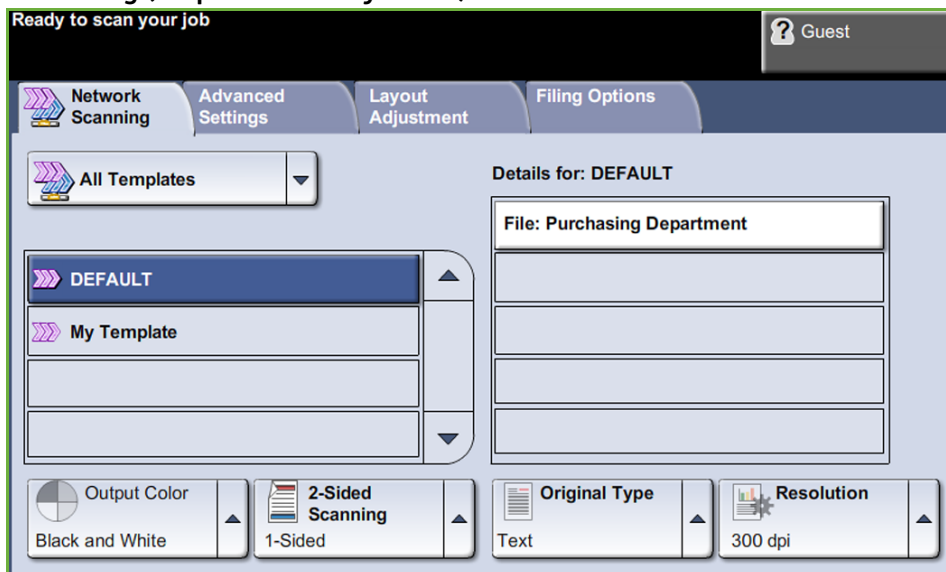 Ready to scan your job
Guest
Network
Scanning
Advanced
Settings
Layout
Adjustment
Filing Options
All Templates
Details for: DEFAULT
File: Purchasing Department
DEFAULT
My Template
Output Color
Black and White
2-Sided
Scanning
1-Sided
Original Type
Text
Resolution
300 dpi